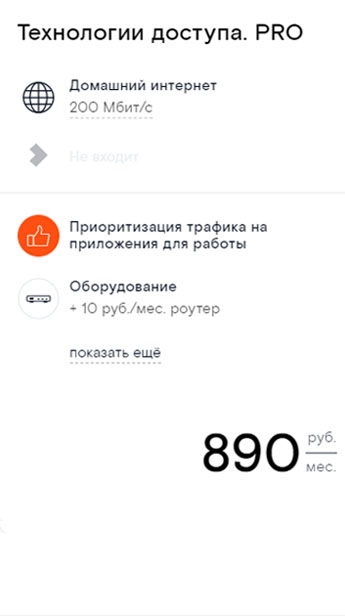 Технологии доступа. PRO
Домашний интернет
200 Мбит/с
Не входит
Приоритизация трафика на
приложения для работы
Оборудование
+ 10 руб./мес. роутер
показать ещё
890 руб.
мес.